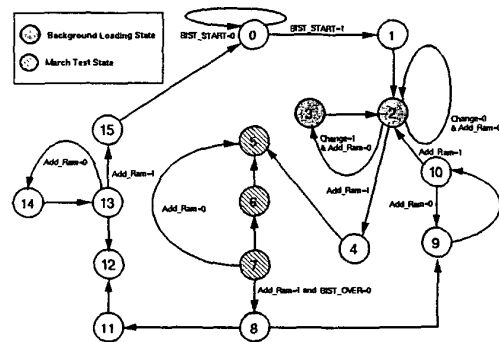 Background Loading State
March Test State
BIST_START=0
0
BIST_START=1
1
3
2
Change=0
& Add_Ram=0
Change=1
& Add_Ram=0
15
5
Add_Ram=1
10
Add_Ram=0
Add_Ram=1
Add_Ram=1
6
Add_Ram=0
Add_Ram=0
14
13
4
9
12
7
Add_Ram=1 and BIST_OVER=0
11
8